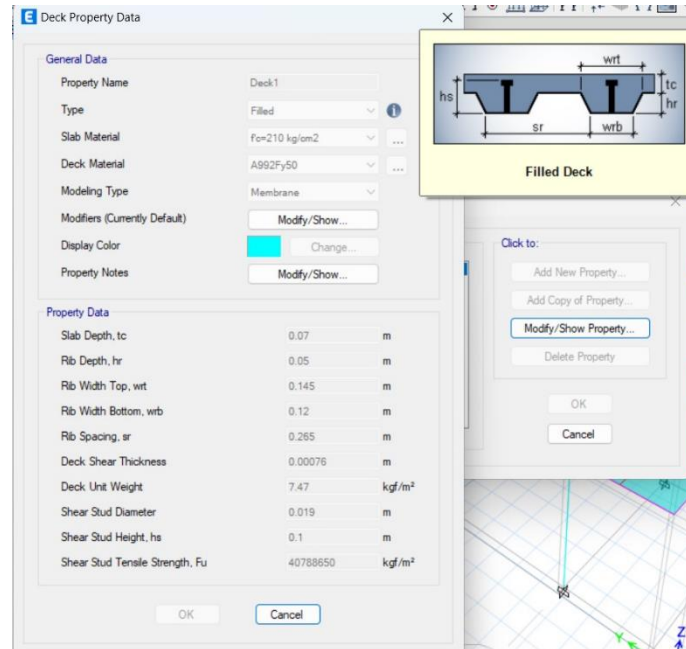 Deck Property Data
General Data
Property Name Deck1
Type Filled
Slab Material f'c=210 kg/cm2 ...
Deck Material A992Fy50 ...
Modeling Type Membrane
Modifiers (Currently Default) Modify/Show...
Display Color Change...
Property Notes Modify/Show...
Property Data
Slab Depth, tc 0.07 m
Rib Depth, hr 0.05 m
Rib Width Top, wrt 0.145 m
Rib Width Bottom, wrb 0.12 m
Rib Spacing, sr 0.265 m
Deck Shear Thickness 0.00076 m
Deck Unit Weight 7.47 kgf/m²
Shear Stud Diameter 0.019 m
Shear Stud Height, hs 0.1 m
Shear Stud Tensile Strength, Fu 40788650 kgf/m²
OK Cancel
wrt
tc
hs
hr
sr wrb
Filled Deck
Click to:
Add New Property...
Add Copy of Property...
Modify/Show Property...
Delete Property
OK
Cancel
Y
Z